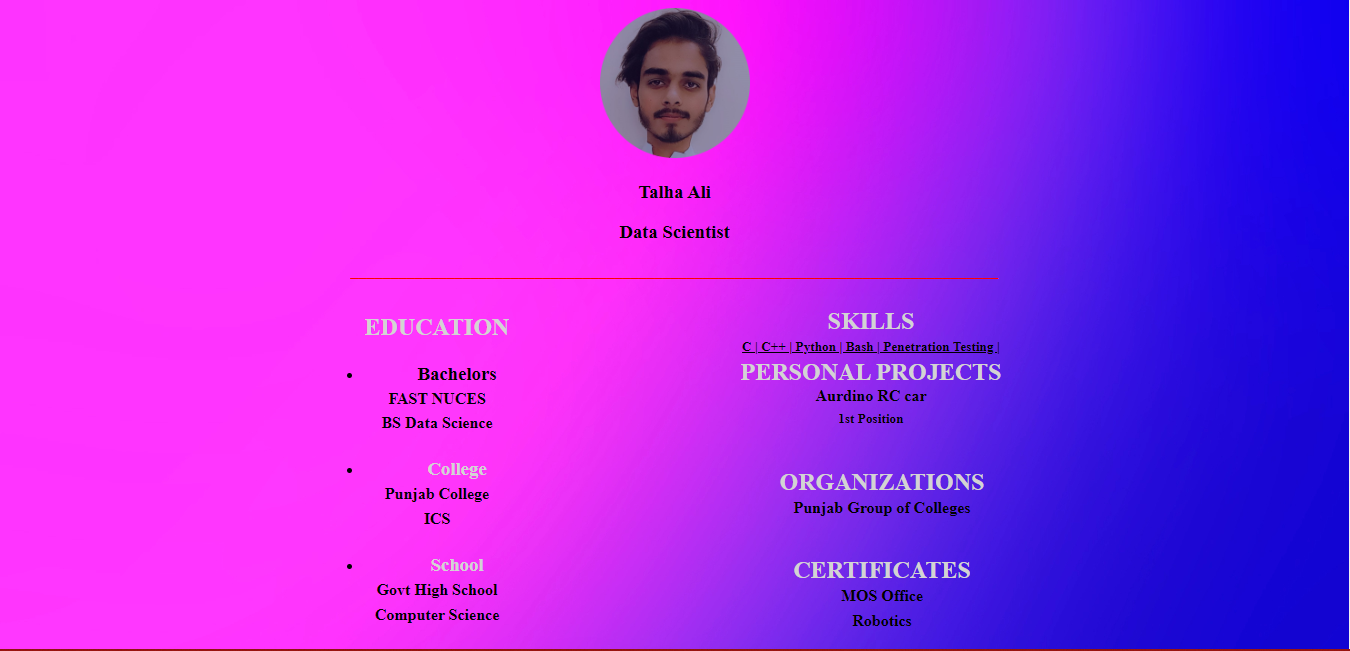 Talha Ali
Data Scientist
EDUCATION
Bachelors
FAST NUCES
BS Data Science
College
Punjab College
ICS
School
Govt High School
Computer Science
SKILLS
C | C++ | Python | Bash | Penetration Testing |
PERSONAL PROJECTS
Aurdino RC car
1st Position
ORGANIZATIONS
Punjab Group of Colleges
CERTIFICATES
MOS Office
Robotics